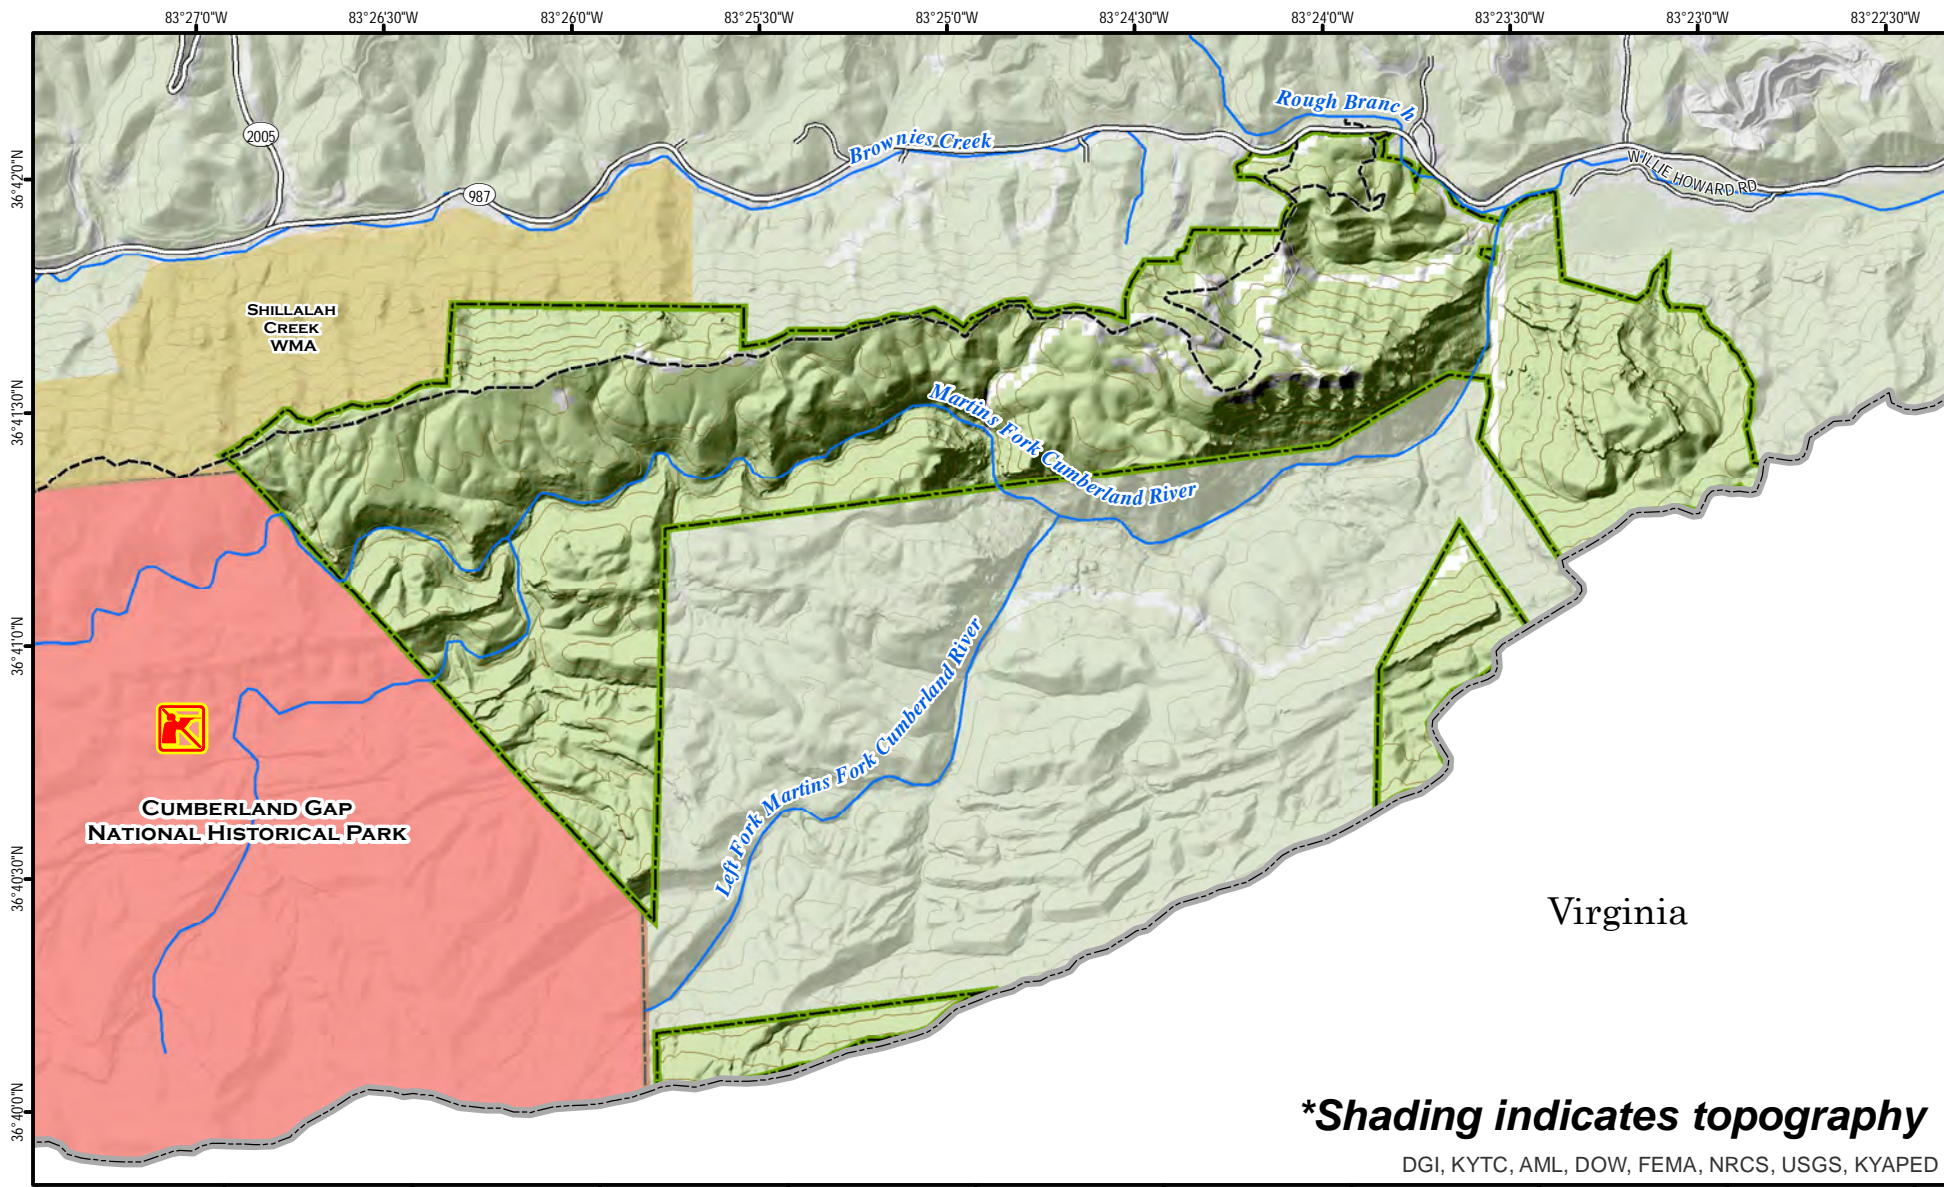 83°27'0"W 83°26'30"W 83°26'0"W 83°25'30"W 83°25'0"W 83°24'30"W 83°24'0"W 83°23'30"W 83°23'0"W 83°22'30"W
36°42'0"N
36°41'30"N
36°41'0"N
36°40'30"N
36°40'0"N
2005
987
Brownies Creek
Rough Branch
WILLIE HOWARD RD
SHILLALAH
CREEK
WMA
Martins Fork Cumberland River
Left Fork Martins Fork Cumberland River
K
CUMBERLAND GAP
NATIONAL HISTORICAL PARK
Virginia
*Shading indicates topography
DGI, KYTC, AML, DOW, FEMA, NRCS, USGS, KYAPED